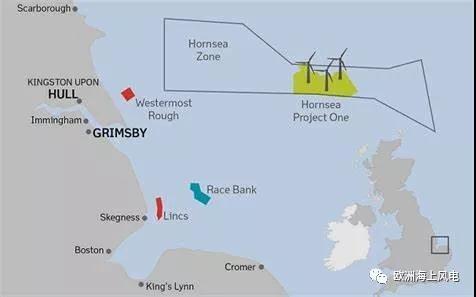 Scarborough
Hornsea
Zone
KINGSTON UPON
HULL
Westermost
Rough
Hornsea
Project One
Immingham
GRIMSBY
Race Bank
Skegness
Lincs
Boston
Cromer
King's Lynn
欧洲海上风电